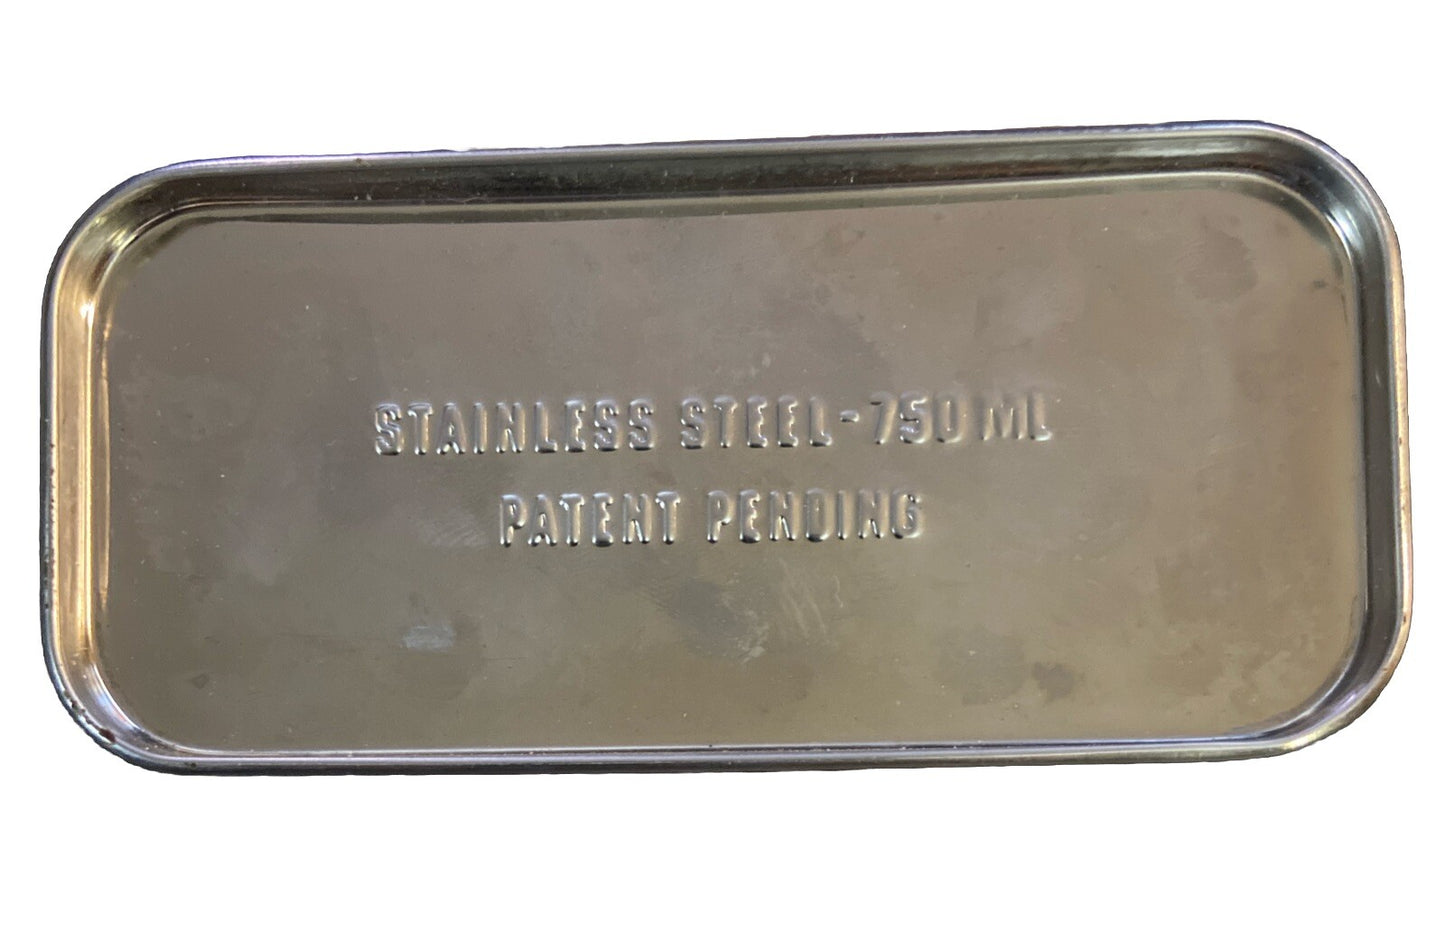 STAINLESS STEEL-750 ML
PATENT PENDING